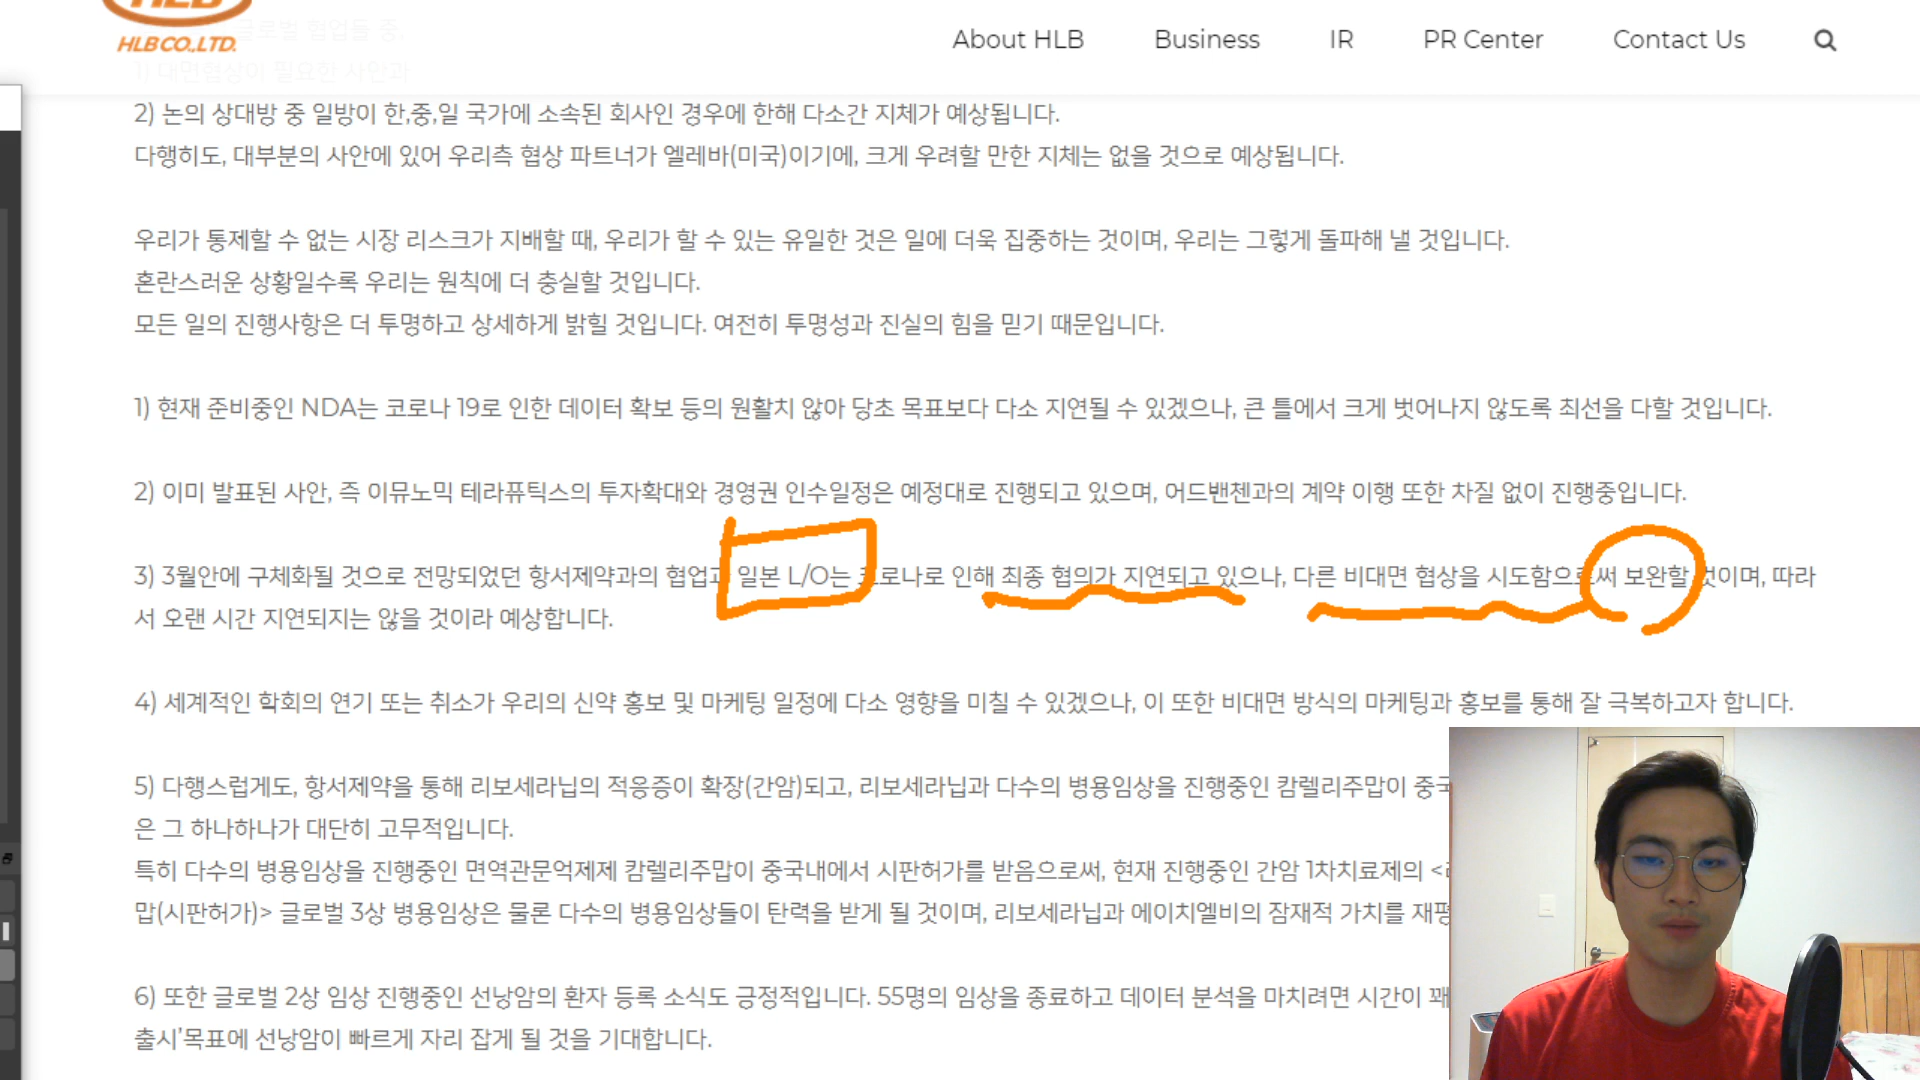 HLB
HLB CO.,LTD.
About HLB Business IR PR Center Contact Us
글로벌 협업들 중,
1) 대면협상이 필요한 사안과
2) 논의 상대방 중 일방이 한,중,일 국가에 소속된 회사인 경우에 한해 다소간 지체가 예상됩니다.
다행히도, 대부분의 사안에 있어 우리측 협상 파트너가 엘레바(미국)이기에, 크게 우려할 만한 지체는 없을 것으로 예상됩니다.
우리가 통제할 수 없는 시장 리스크가 지배할 때, 우리가 할 수 있는 유일한 것은 일에 더욱 집중하는 것이며, 우리는 그렇게 돌파해 낼 것입니다.
혼란스러운 상황일수록 우리는 원칙에 더 충실할 것입니다.
모든 일의 진행사항은 더 투명하고 상세하게 밝힐 것입니다. 여전히 투명성과 진실의 힘을 믿기 때문입니다.
1) 현재 준비중인 NDA는 코로나 19로 인한 데이터 확보 등의 원활치 않아 당초 목표보다 다소 지연될 수 있겠으나, 큰 틀에서 크게 벗어나지 않도록 최선을 다할 것입니다.
2) 이미 발표된 사안, 즉 이뮤노믹 테라퓨틱스의 투자확대와 경영권 인수일정은 예정대로 진행되고 있으며, 어드밴첸과의 계약 이행 또한 차질 없이 진행중입니다.
3) 3월안에 구체화될 것으로 전망되었던 항서제약과의 협업과 일본 L/O는 코로나로 인해 최종 협의가 지연되고 있으나, 다른 비대면 협상을 시도함으로써 보완할 것이며, 따라
서 오랜 시간 지연되지는 않을 것이라 예상합니다.
4) 세계적인 학회의 연기 또는 취소가 우리의 신약 홍보 및 마케팅 일정에 다소 영향을 미칠 수 있겠으나, 이 또한 비대면 방식의 마케팅과 홍보를 통해 잘 극복하고자 합니다.
5) 다행스럽게도, 항서제약을 통해 리보세라닙의 적응증이 확장(간암)되고, 리보세라닙과 다수의 병용임상을 진행중인 캄렐리주맙이 중국
은 그 하나하나가 대단히 고무적입니다.
특히 다수의 병용임상을 진행중인 면역관문억제제 캄렐리주맙이 중국내에서 시판허가를 받음으로써, 현재 진행중인 간암 1차치료제의 <
맙(시판허가)> 글로벌 3상 병용임상은 물론 다수의 병용임상들이 탄력을 받게 될 것이며, 리보세라닙과 에이치엘비의 잠재적 가치를 재평
6) 또한 글로벌 2상 임상 진행중인 선낭암의 환자 등록 소식도 긍정적입니다. 55명의 임상을 종료하고 데이터 분석을 마치려면 시간이 꽤
출시'목표에 선낭암이 빠르게 자리 잡게 될 것을 기대합니다.